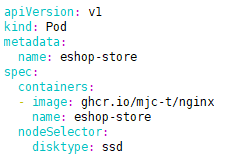 apiVersion: v1
kind: Pod
metadata:
  name: eshop-store
spec:
  containers:
  - image: ghcr.io/mjc-t/nginx
    name: eshop-store
  nodeSelector:
    disktype: ssd